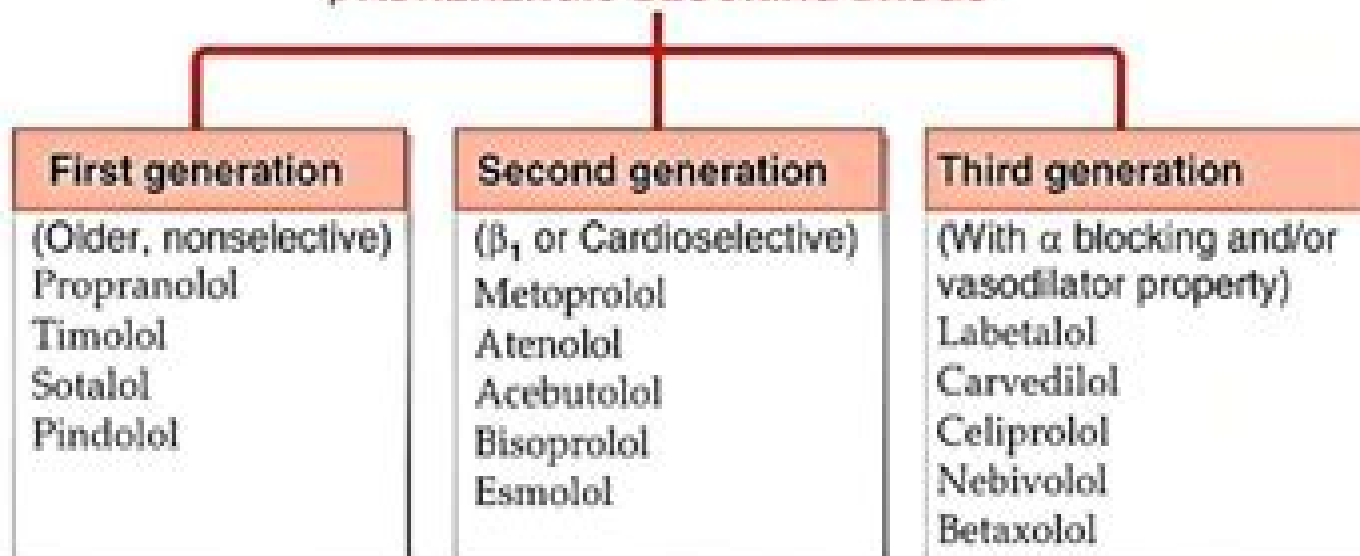 First generation
(Older, nonselective)
Propranolol
Timolol
Sotalol
Pindolol
Second generation
(β₁ or Cardioselective)
Metoprolol
Atenolol
Acebutolol
Bisoprolol
Esmolol
Third generation
(With α blocking and/or
vasodilator property)
Labetalol
Carvedilol
Celiprolol
Nebivolol
Betaxolol